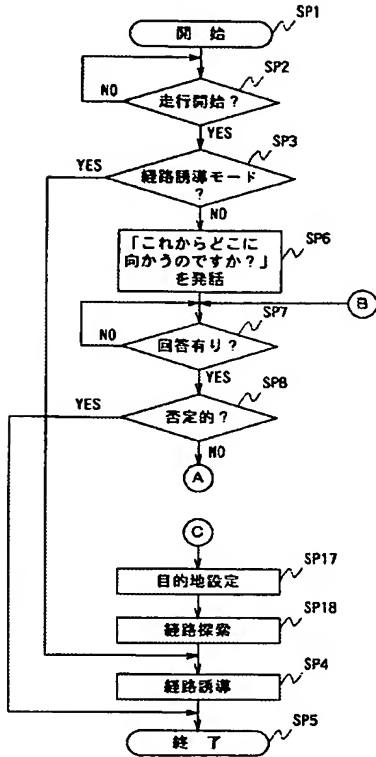 SP1
開始
SP2
NO
走行開始?
YES
SP3
YES
経路誘導モード
?
NO
「これからどこに
向かうのですか?」
を発話
SP6
B
SP7
NO
回答有り?
YES
SP8
YES
否定的?
NO
A
C
SP17
目的地設定
SP18
経路探索
SP4
経路誘導
SP5
終了